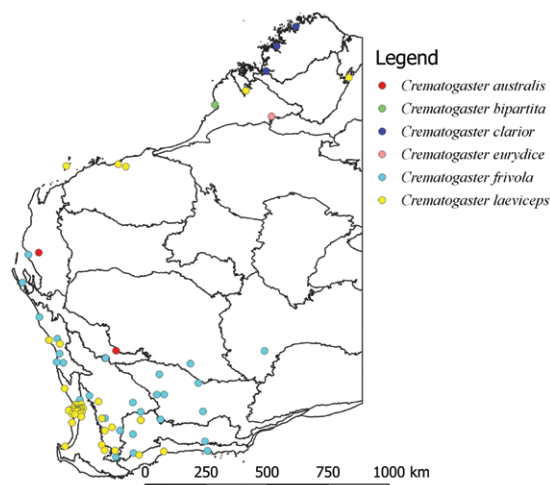 Legend
Crematogaster australis
Crematogaster bipartita
Crematogaster clarior
Crematogaster eurydice
Crematogaster frivola
Crematogaster laeviceps
0 250 500 750 1000 km